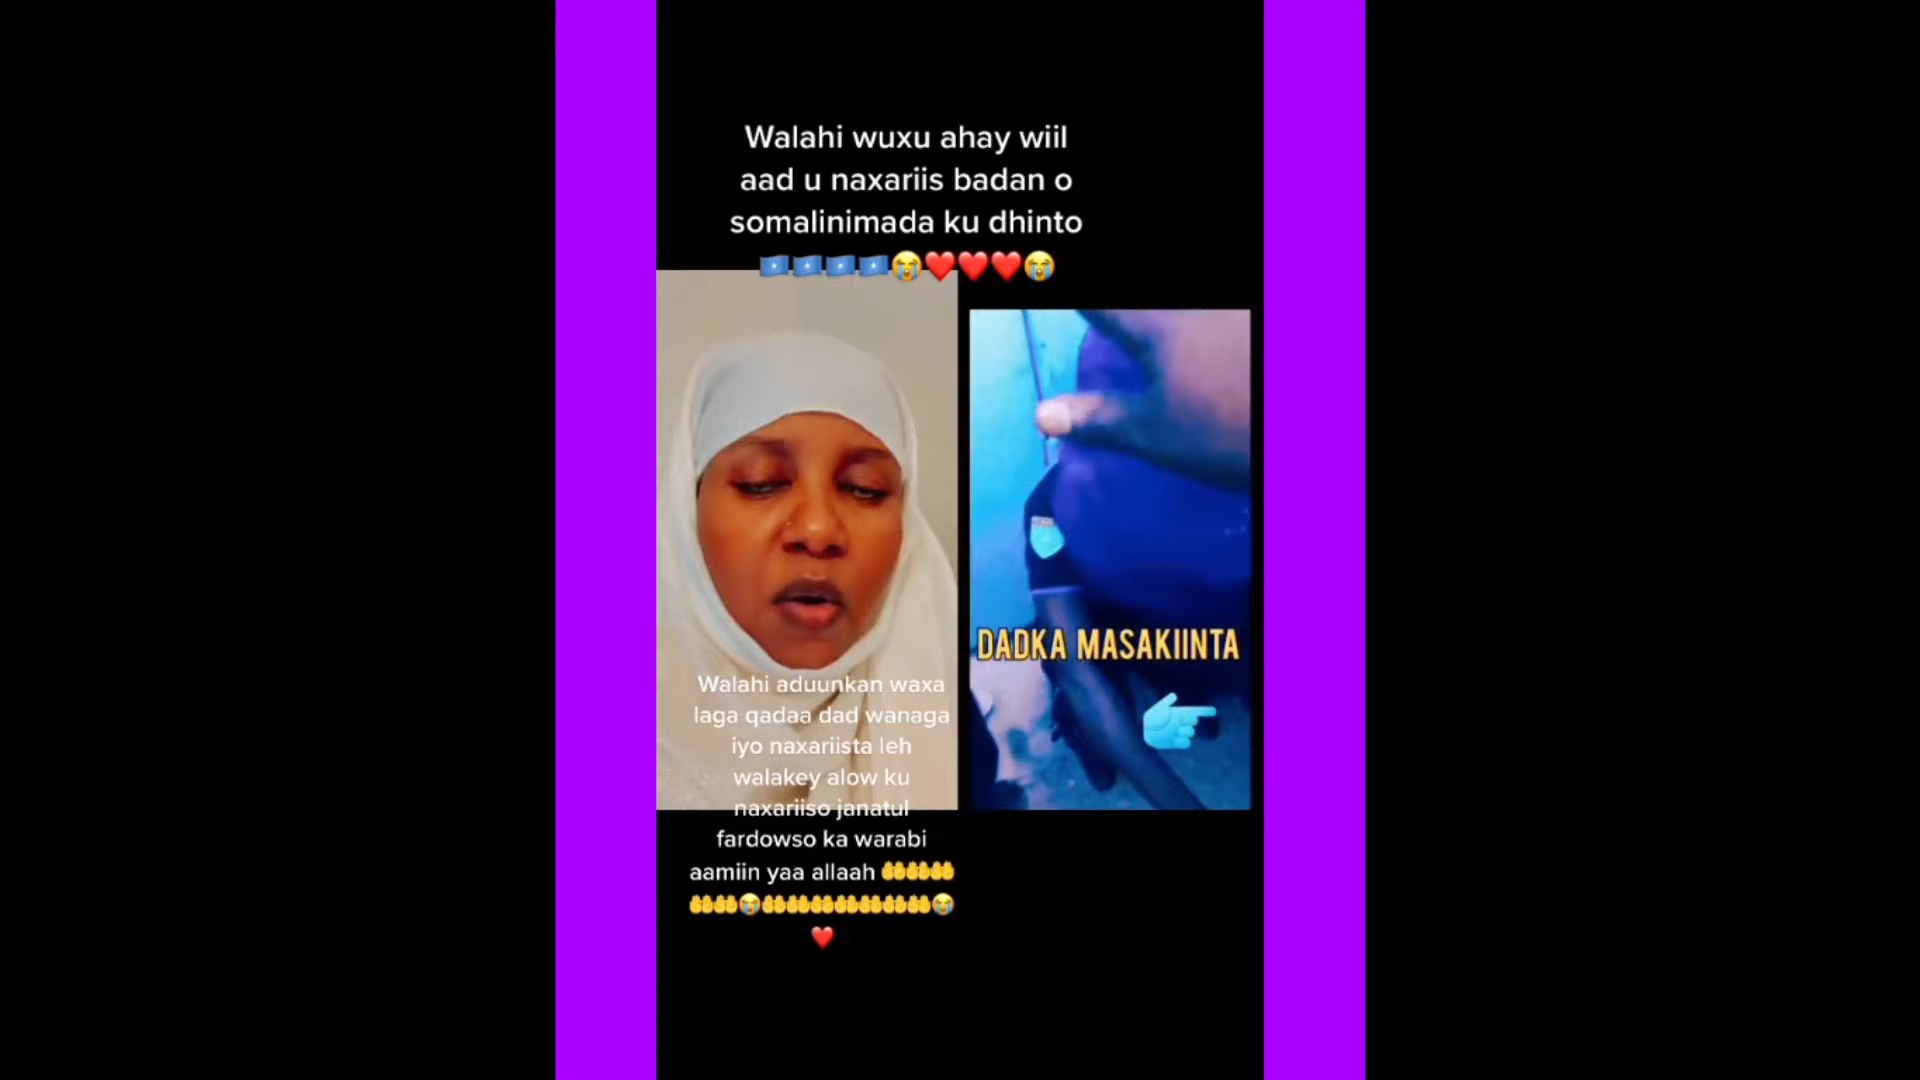 Walahi wuxu ahay wiil
aad u naxariis badan o
somalinimada ku dhinto
🇸🇴🇸🇴🇸🇴🇸🇴😭❤️❤️❤️😭
DADKA MASAKIINTA
Walahi aduunkan waxa
laga qadaa dad wanaga
iyo naxariista leh
walakey alow ku
naxariiso janatul
fardowso ka warabi
aamiin yaa allaah 🤲🤲🤲
🤲🤲😭🤲🤲🤲🤲🤲🤲🤲😭
❤️